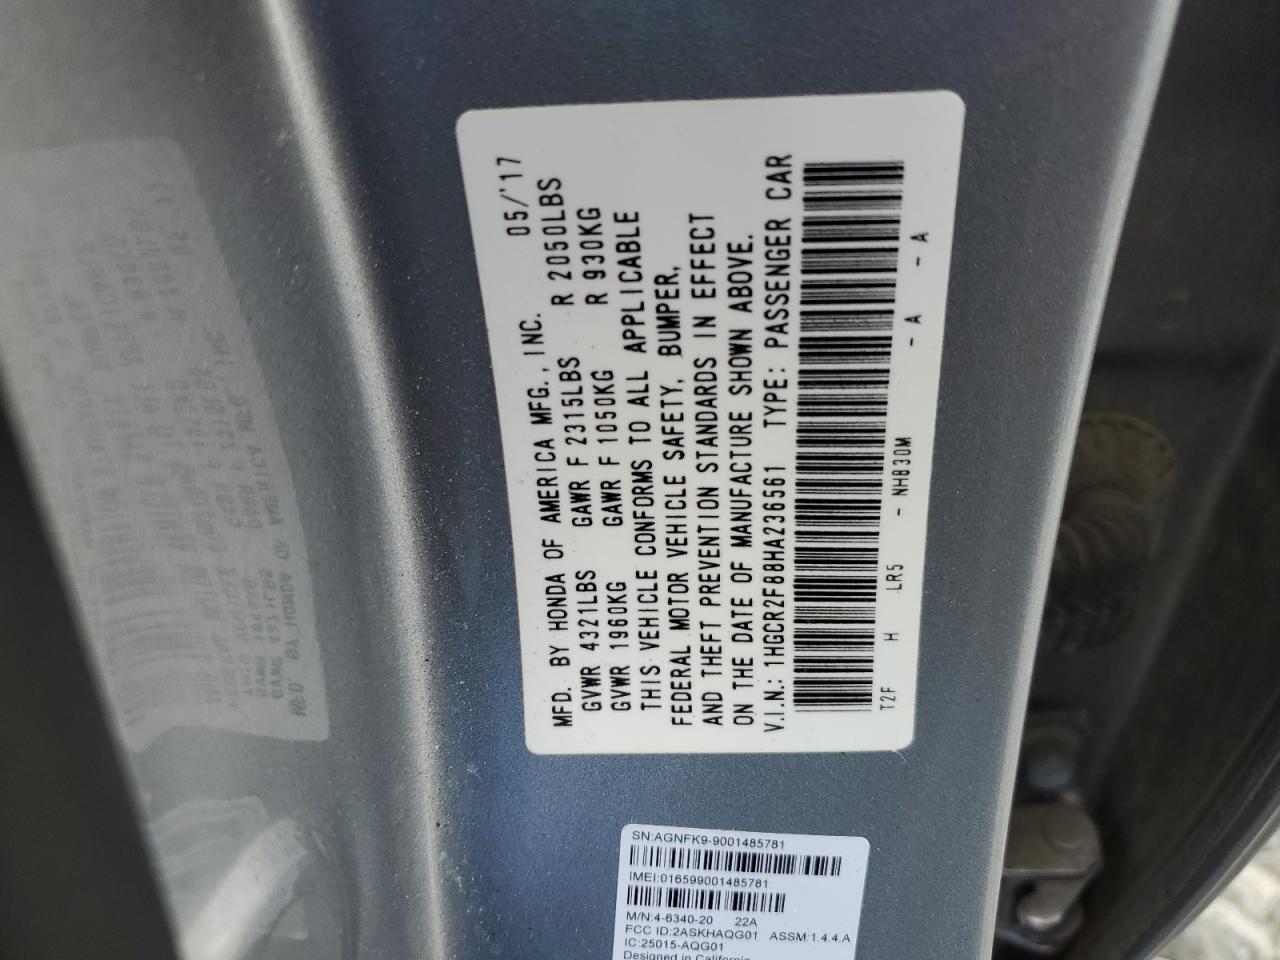 MFD. BY HONDA OF AMERICA MFG., INC. 05/'17
GVWR 4321LBS GAWR F 2315LBS R 2050LBS
GVWR 1960KG GAWR F 1050KG R 930KG
THIS VEHICLE CONFORMS TO ALL APPLICABLE
FEDERAL MOTOR VEHICLE SAFETY, BUMPER,
AND THEFT PREVENTION STANDARDS IN EFFECT
ON THE DATE OF MANUFACTURE SHOWN ABOVE.
V.I.N.: 1HGCR2F88HA236561 TYPE: PASSENGER CAR
T2F H LR5 - NH830M - A - A
SN:AGNFK9-9001485781
IMEI:016599001485781
M/N:4-6340-20 22A
FCC ID:2ASKHAQG01 ASSM:1.4.4.A
IC:25015-AQG01
Designed in California